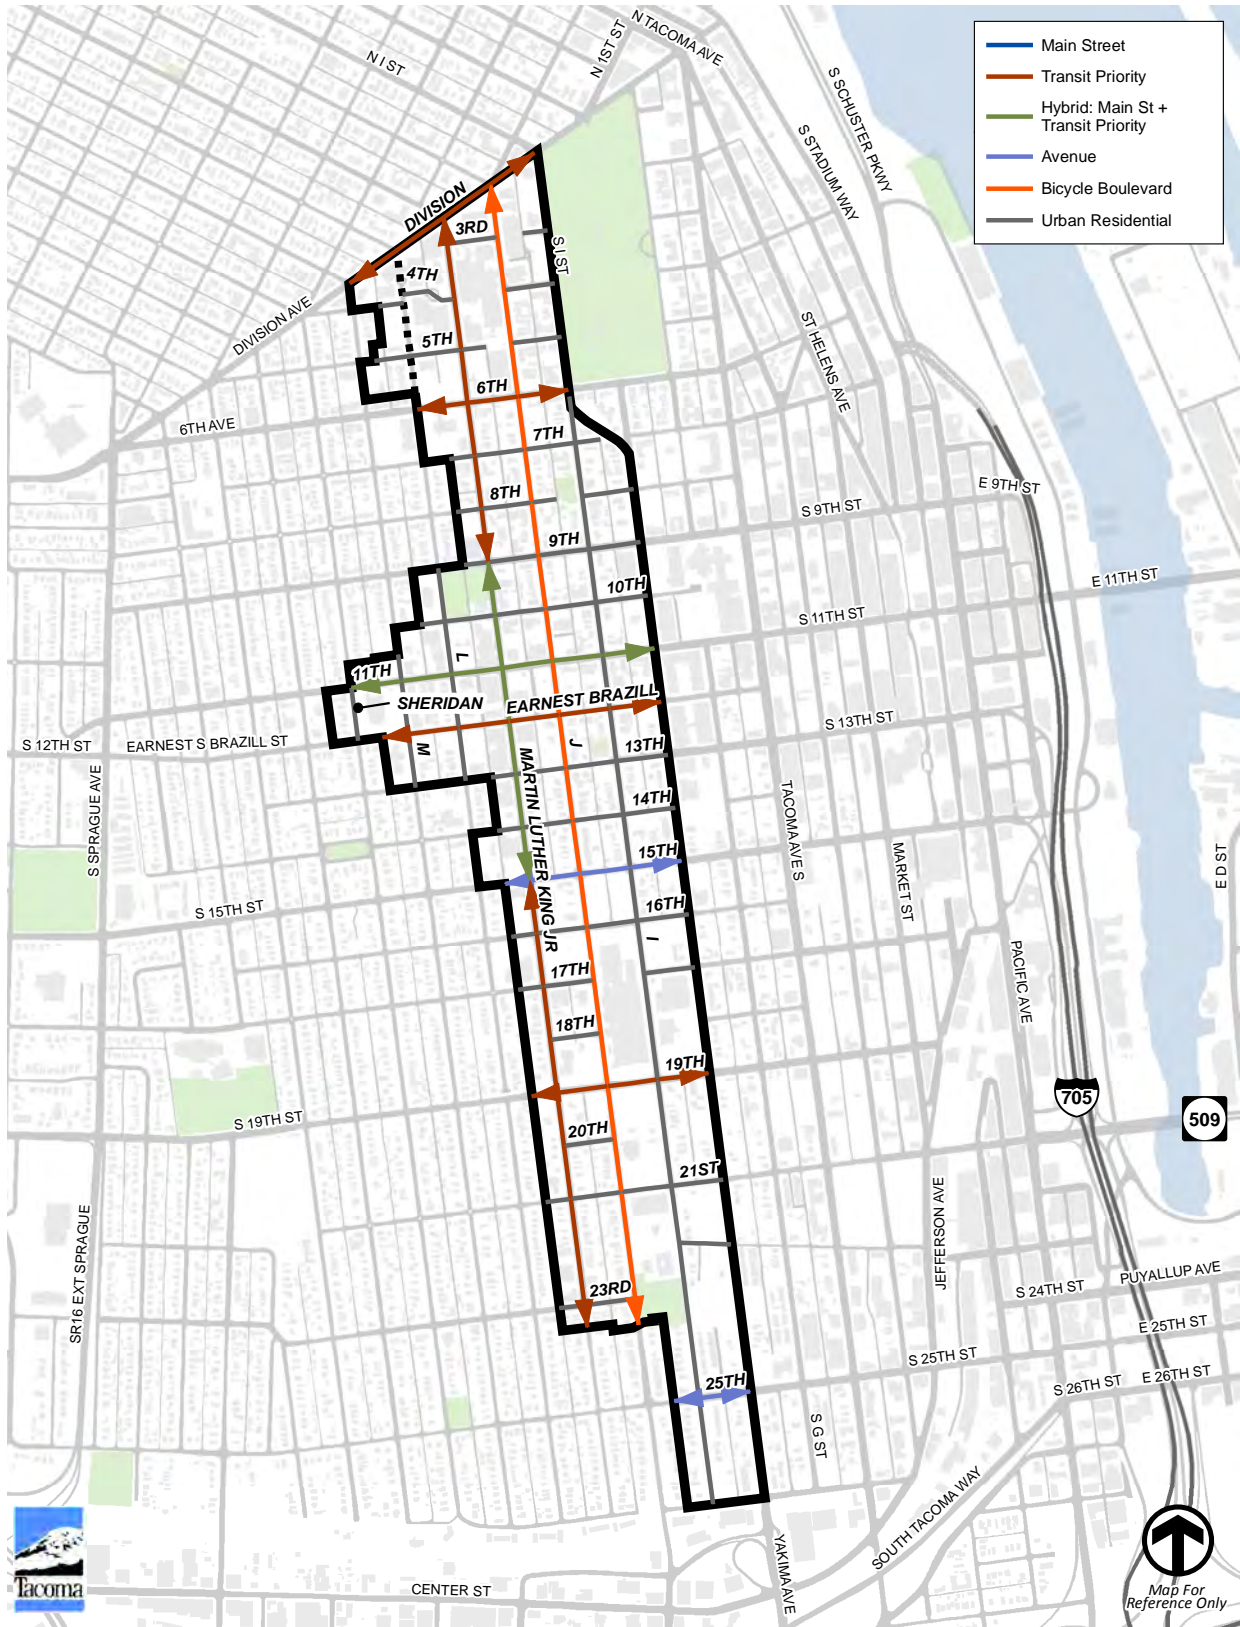 Main Street
Transit Priority
Hybrid: Main St +
Transit Priority
Avenue
Bicycle Boulevard
Urban Residential
N TACOMA AVE
N 1ST ST
N I ST
S SCHUSTER PKWY
S STADIUM WAY
DIVISION
3RD
S I ST
4TH
DIVISION AVE
5TH
ST HELENS AVE
6TH
6TH AVE
7TH
8TH
E 9TH ST
S 9TH ST
9TH
10TH
E 11TH ST
S 11TH ST
L
11TH
SHERIDAN
EARNEST BRAZILL
S 13TH ST
S 12TH ST
EARNEST S BRAZILL ST
M
J
13TH
MARTIN LUTHER KING JR
14TH
TACOMA AVE S
S SPRAGUE AVE
15TH
MARKET ST
E D ST
S 15TH ST
16TH
I
PACIFIC AVE
17TH
18TH
19TH
705
509
S 19TH ST
20TH
21ST
JEFFERSON AVE
SR16 EXT SPRAGUE
23RD
S 24TH ST
PUYALLUP AVE
E 25TH ST
S 25TH ST
25TH
S 26TH ST
E 26TH ST
S G ST
SOUTH TACOMA WAY
YAKIMA AVE
CENTER ST
Tacoma
Map For
Reference Only